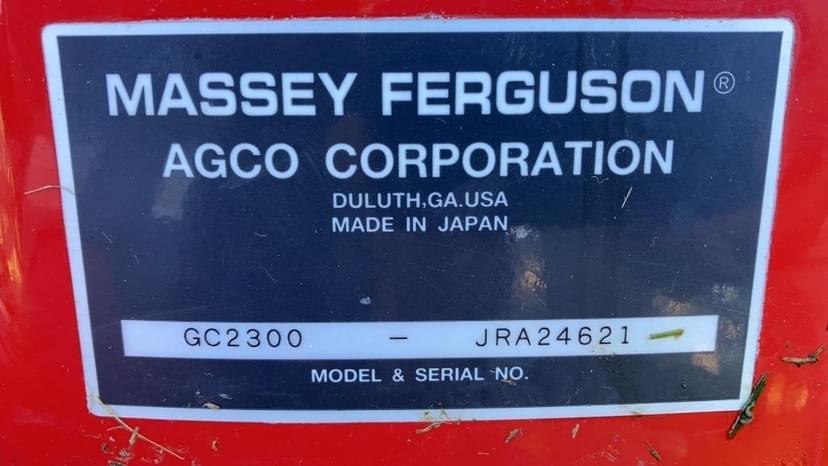 MASSEY FERGUSON®
AGCO CORPORATION
DULUTH,GA.USA
MADE IN JAPAN
GC2300 – JRA24621
MODEL & SERIAL NO.